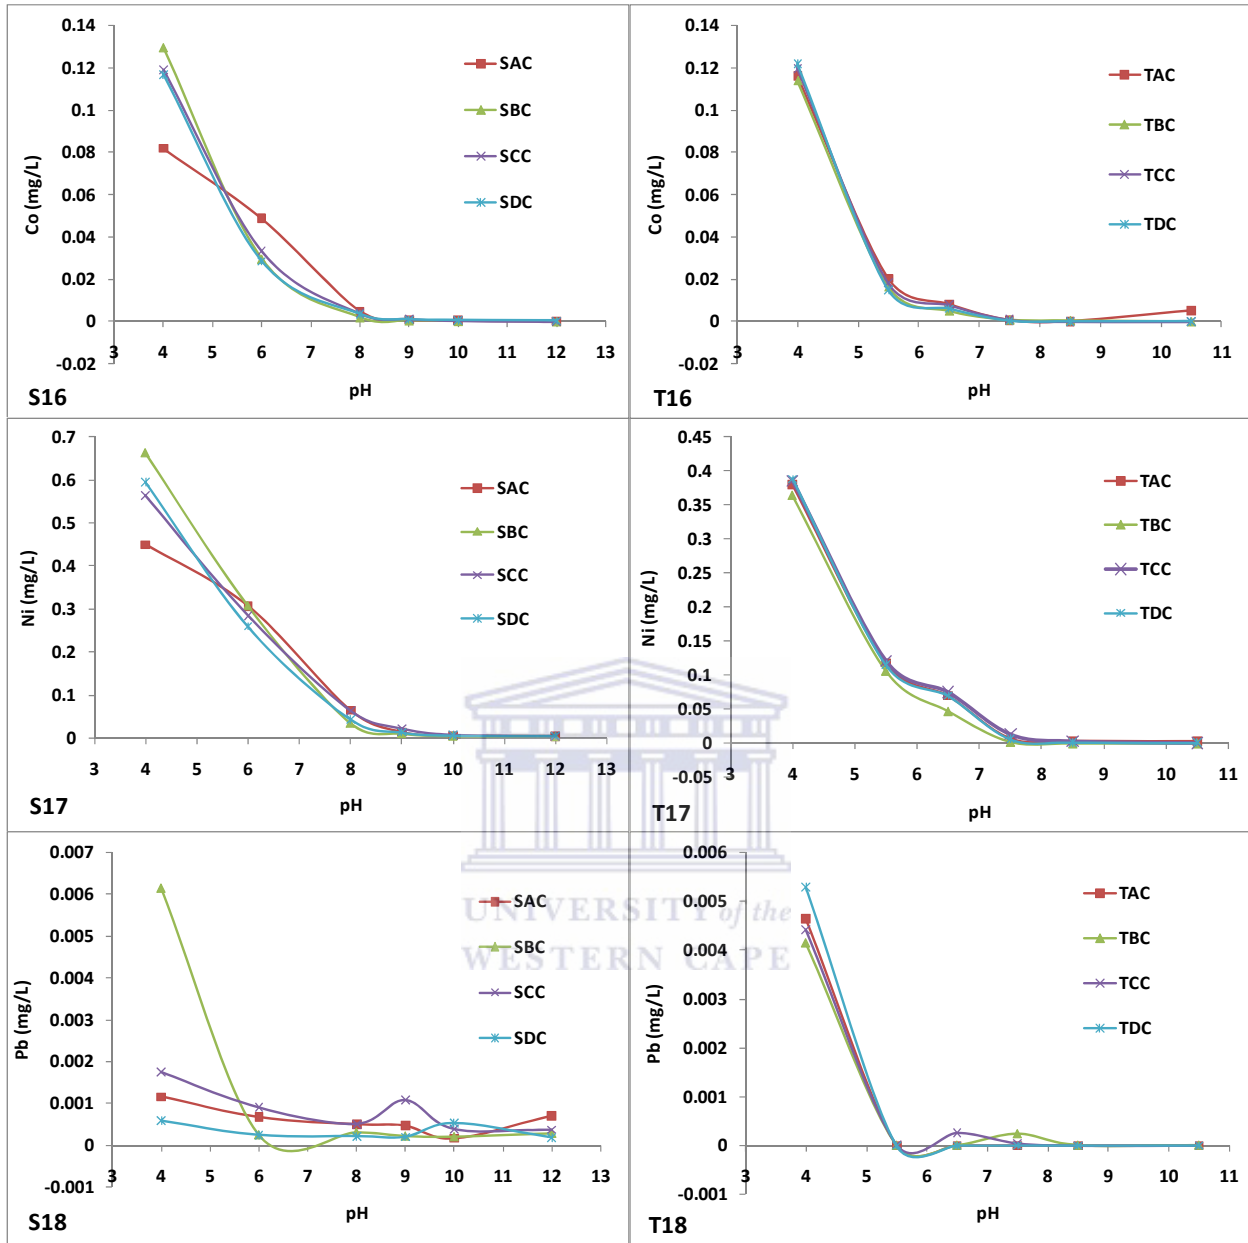 0.14
0.12
0.1
0.08
0.06
0.04
0.02
0
-0.02
Co (mg/L)
3 4 5 6 7 8 9 10 11 12 13
pH
SAC
SBC
SCC
SDC
S16
0.14
0.12
0.1
0.08
0.06
0.04
0.02
0
-0.02
Co (mg/L)
3 4 5 6 7 8 9 10 11
pH
TAC
TBC
TCC
TDC
T16
0.7
0.6
0.5
0.4
0.3
0.2
0.1
0
Ni (mg/L)
3 4 5 6 7 8 9 10 11 12 13
pH
SAC
SBC
SCC
SDC
S17
0.45
0.4
0.35
0.3
0.25
0.2
0.15
0.1
0.05
0
-0.05
Ni (mg/L)
3 4 5 6 7 8 9 10 11
pH
TAC
TBC
TCC
TDC
T17
0.007
0.006
0.005
0.004
0.003
0.002
0.001
0
-0.001
Pb (mg/L)
3 4 5 6 7 8 9 10 11 12 13
pH
SAC
SBC
SCC
SDC
S18
0.006
0.005
0.004
0.003
0.002
0.001
0
-0.001
Pb (mg/L)
3 4 5 6 7 8 9 10 11
pH
TAC
TBC
TCC
TDC
T18
UNIVERSITY of the
WESTERN CAPE